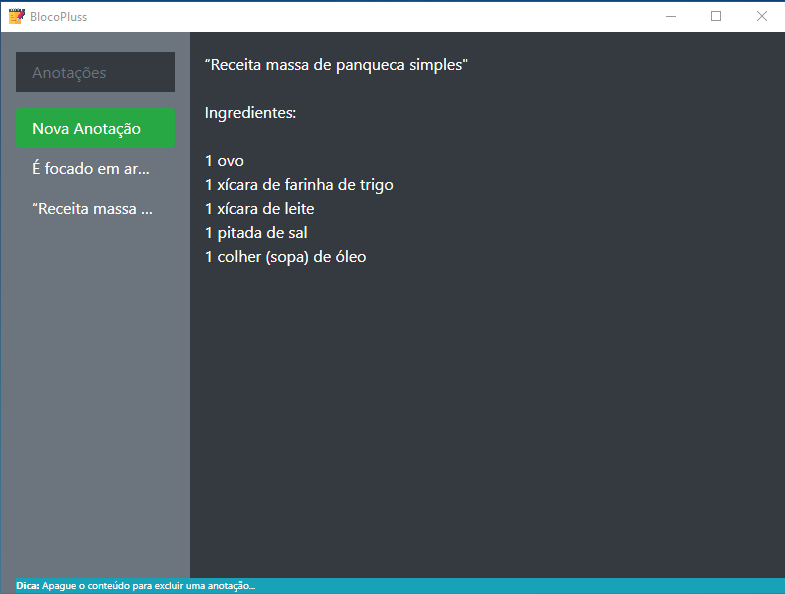 BlocoPluss
Anotações
Nova Anotação
É focado em ar...
“Receita massa ...
“Receita massa de panqueca simples"
Ingredientes:
1 ovo
1 xícara de farinha de trigo
1 xícara de leite
1 pitada de sal
1 colher (sopa) de óleo
Dica: Apague o conteúdo para excluir uma anotação...